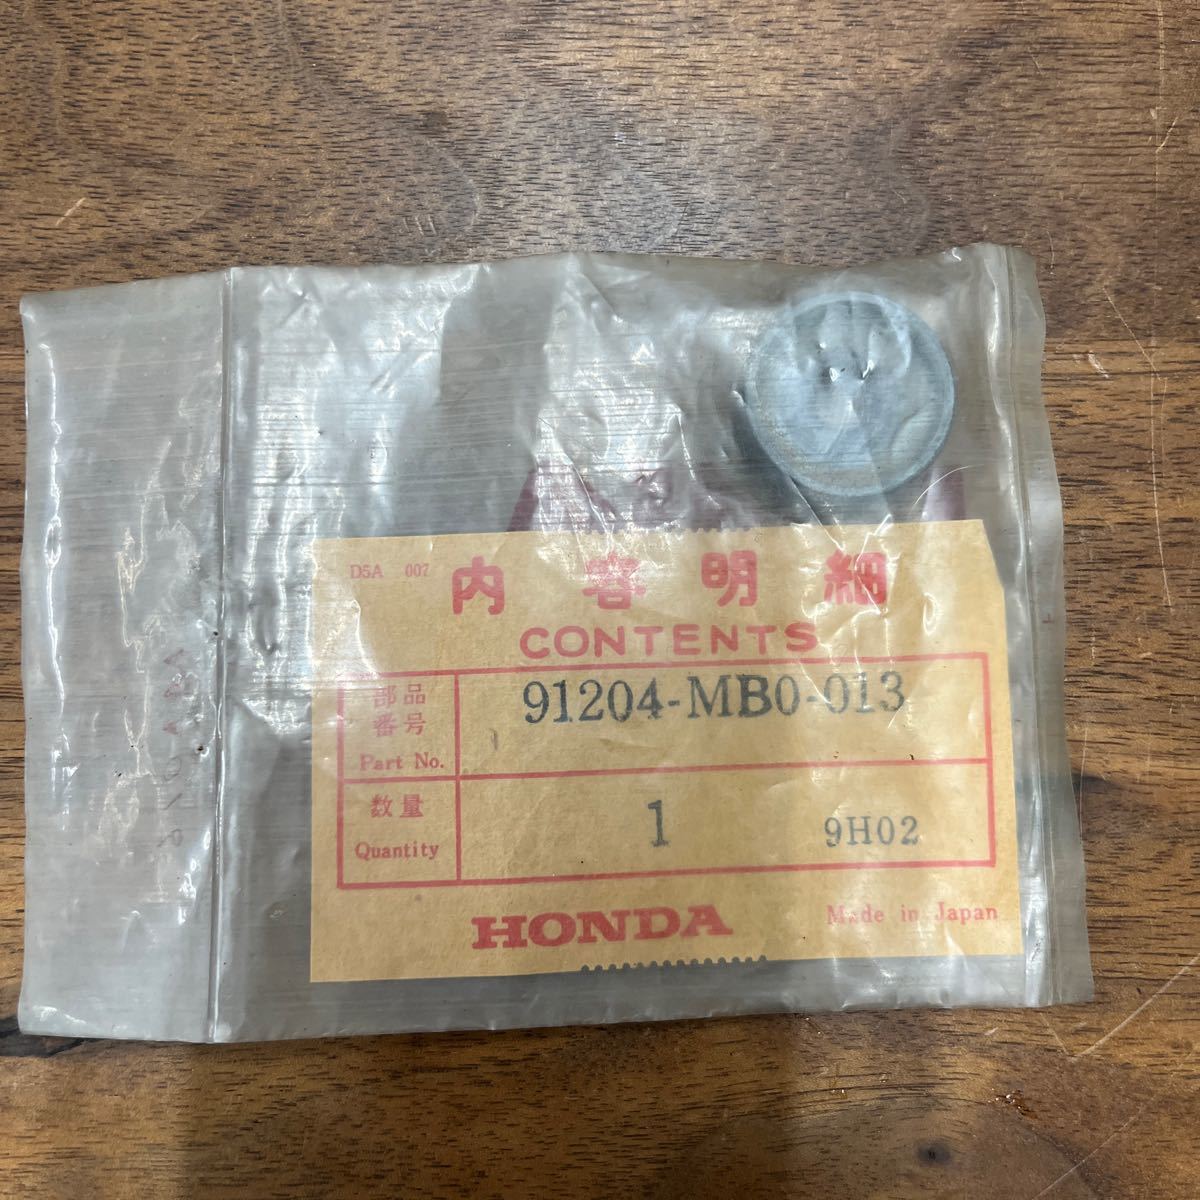 D5A 007
内容明細
CONTENTS
部品
番号
Part No.
91204-MB0-013
数量
Quantity
1
9H02
HONDA
Made in Japan